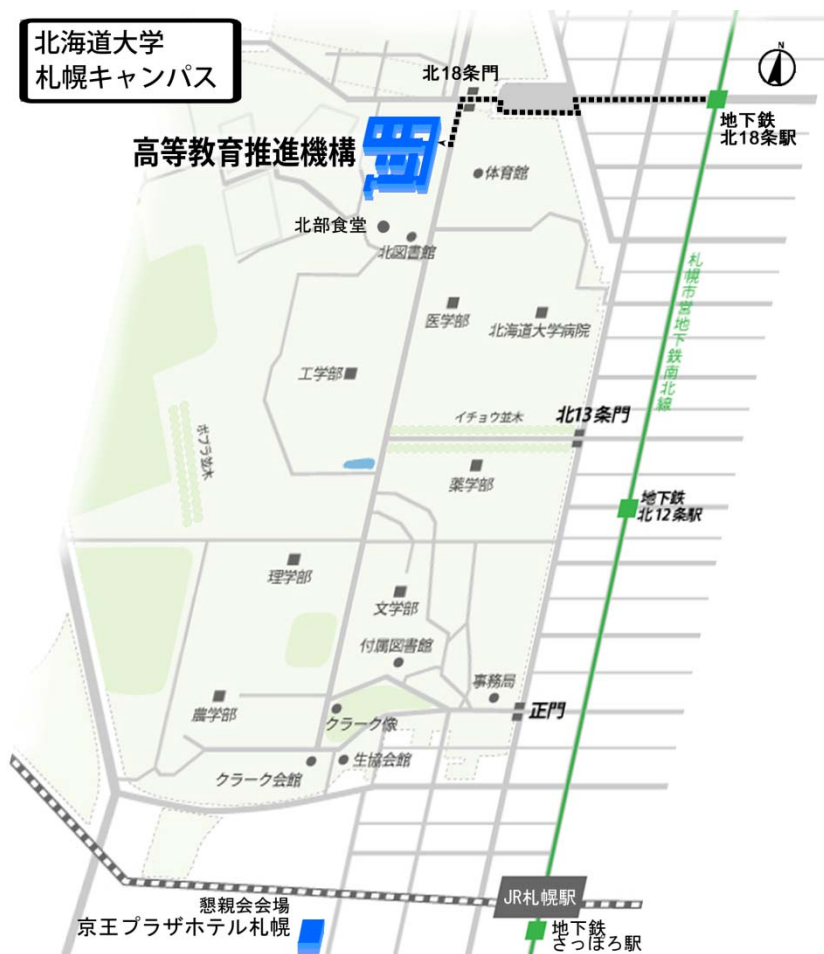 北海道大学
札幌キャンパス
北18条門
地下鉄
北18条駅
高等教育推進機構
体育館
北部食堂
北図書館
医学部
北海道大学病院
札幌市営地下鉄南北線
工学部
イチョウ並木
北13条門
ポプラ並木
薬学部
地下鉄
北12条駅
理学部
文学部
付属図書館
事務局
農学部
クラーク像
正門
クラーク会館
生協会館
JR札幌駅
懇親会会場
京王プラザホテル札幌
地下鉄
さっぽろ駅